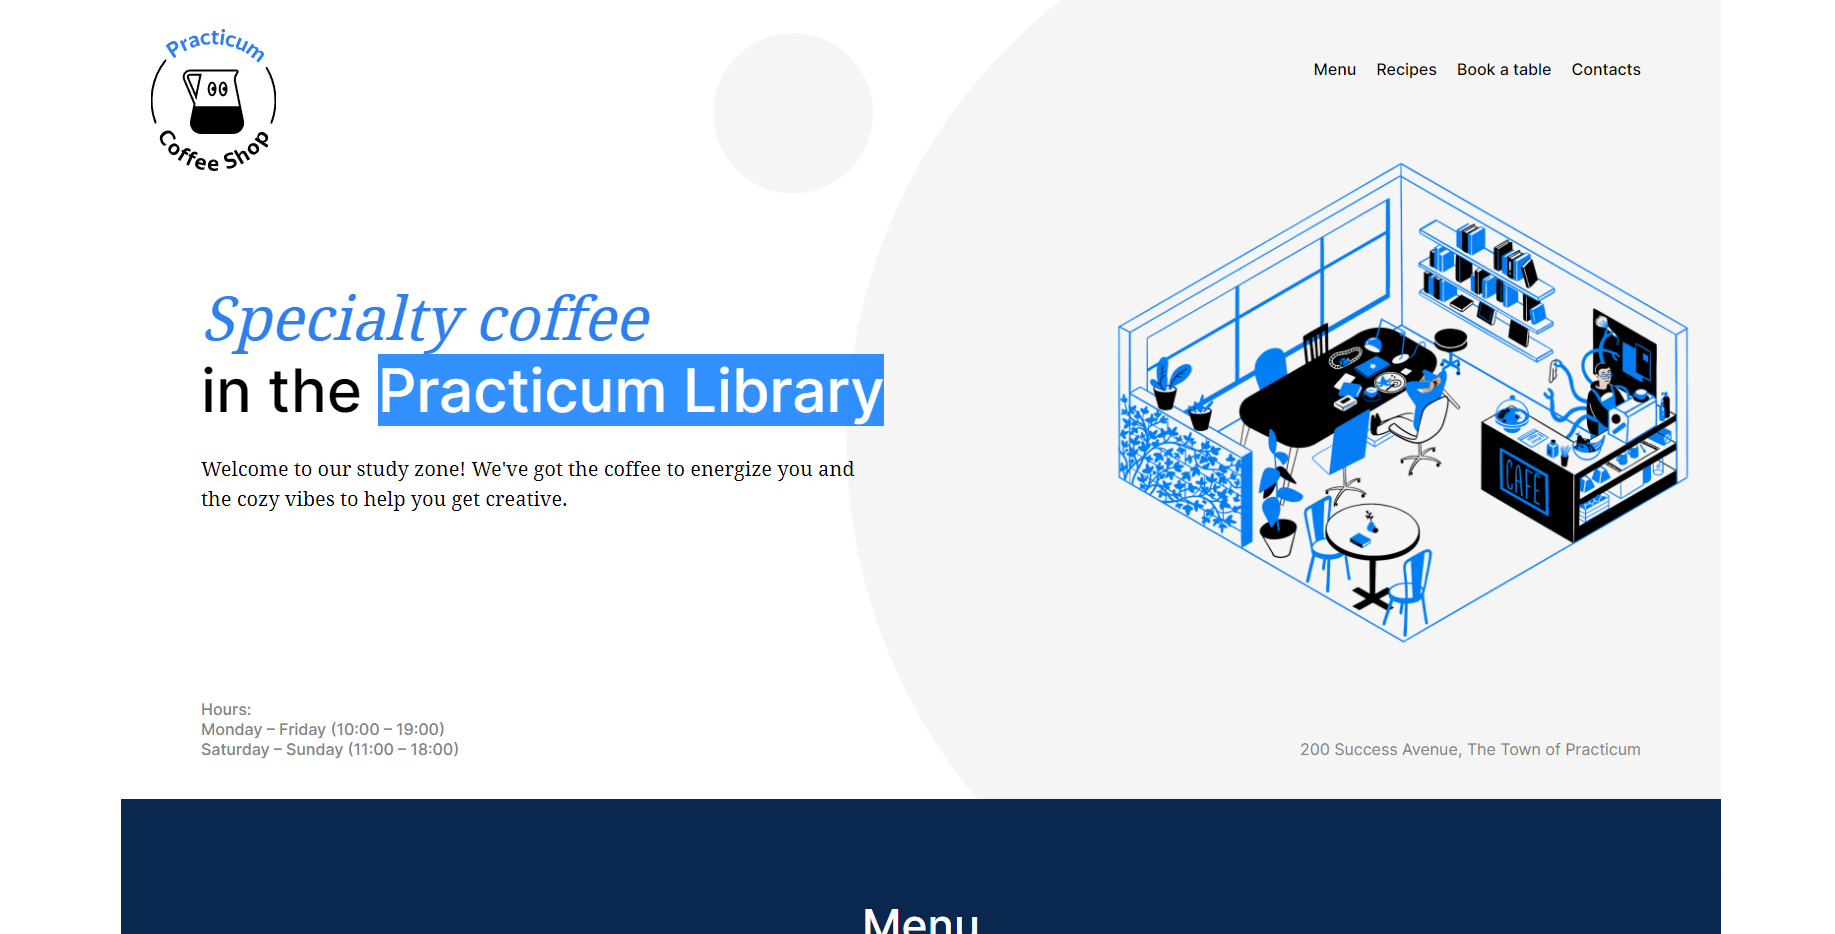 Practicum
Coffee Shop
Menu Recipes Book a table Contacts
Specialty coffee
in the Practicum Library
Welcome to our study zone! We've got the coffee to energize you and
the cozy vibes to help you get creative.
CAFE
Hours:
Monday – Friday (10:00 – 19:00)
Saturday – Sunday (11:00 – 18:00)
200 Success Avenue, The Town of Practicum
Menu